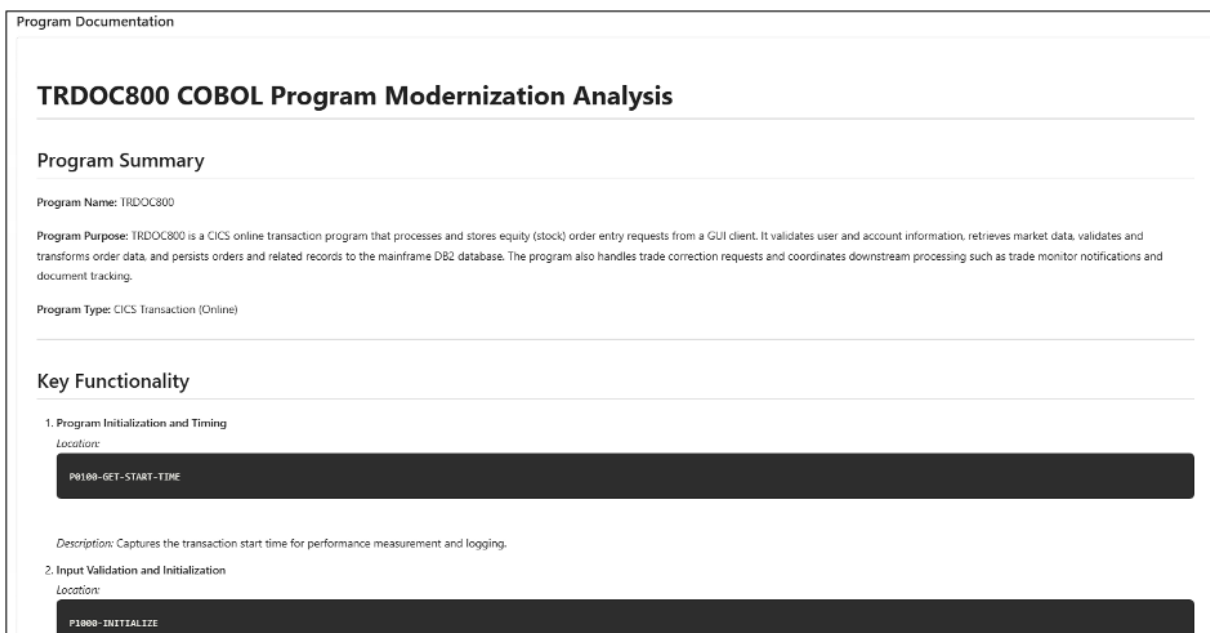 Program Documentation
TRDOC800 COBOL Program Modernization Analysis
Program Summary
Program Name: TRDOC800
Program Purpose: TRDOC800 is a CICS online transaction program that processes and stores equity (stock) order entry requests from a GUI client. It validates user and account information, retrieves market data, validates and
transforms order data, and persists orders and related records to the mainframe DB2 database. The program also handles trade correction requests and coordinates downstream processing such as trade monitor notifications and
document tracking.
Program Type: CICS Transaction (Online)
Key Functionality
1. Program Initialization and Timing
Location:
P0100-GET-START-TIME
Description: Captures the transaction start time for performance measurement and logging.
2. Input Validation and Initialization
Location:
P1000-INITIALIZE